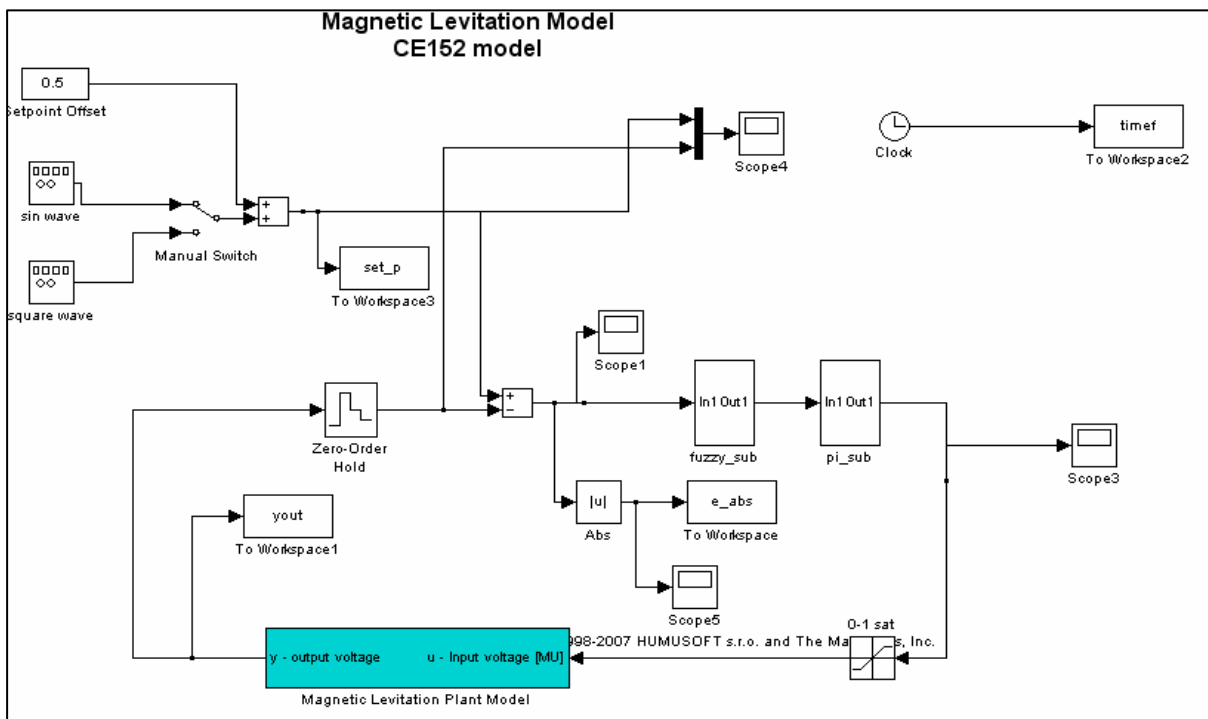 Magnetic Levitation Model
CE152 model
0.5
Setpoint Offset
sin wave
square wave
Manual Switch
+
+
set_p
To Workspace3
Scope4
Clock
timef
To Workspace2
Scope1
Zero-Order
Hold
+
−
In1 Out1
fuzzy_sub
In1 Out1
pi_sub
Scope3
|u|
Abs
e_abs
To Workspace
yout
To Workspace1
Scope5
0-1 sat
998-2007 HUMUSOFT s.r.o. and The Ma s, Inc.
y - output voltage
u - Input voltage [MU]
Magnetic Levitation Plant Model